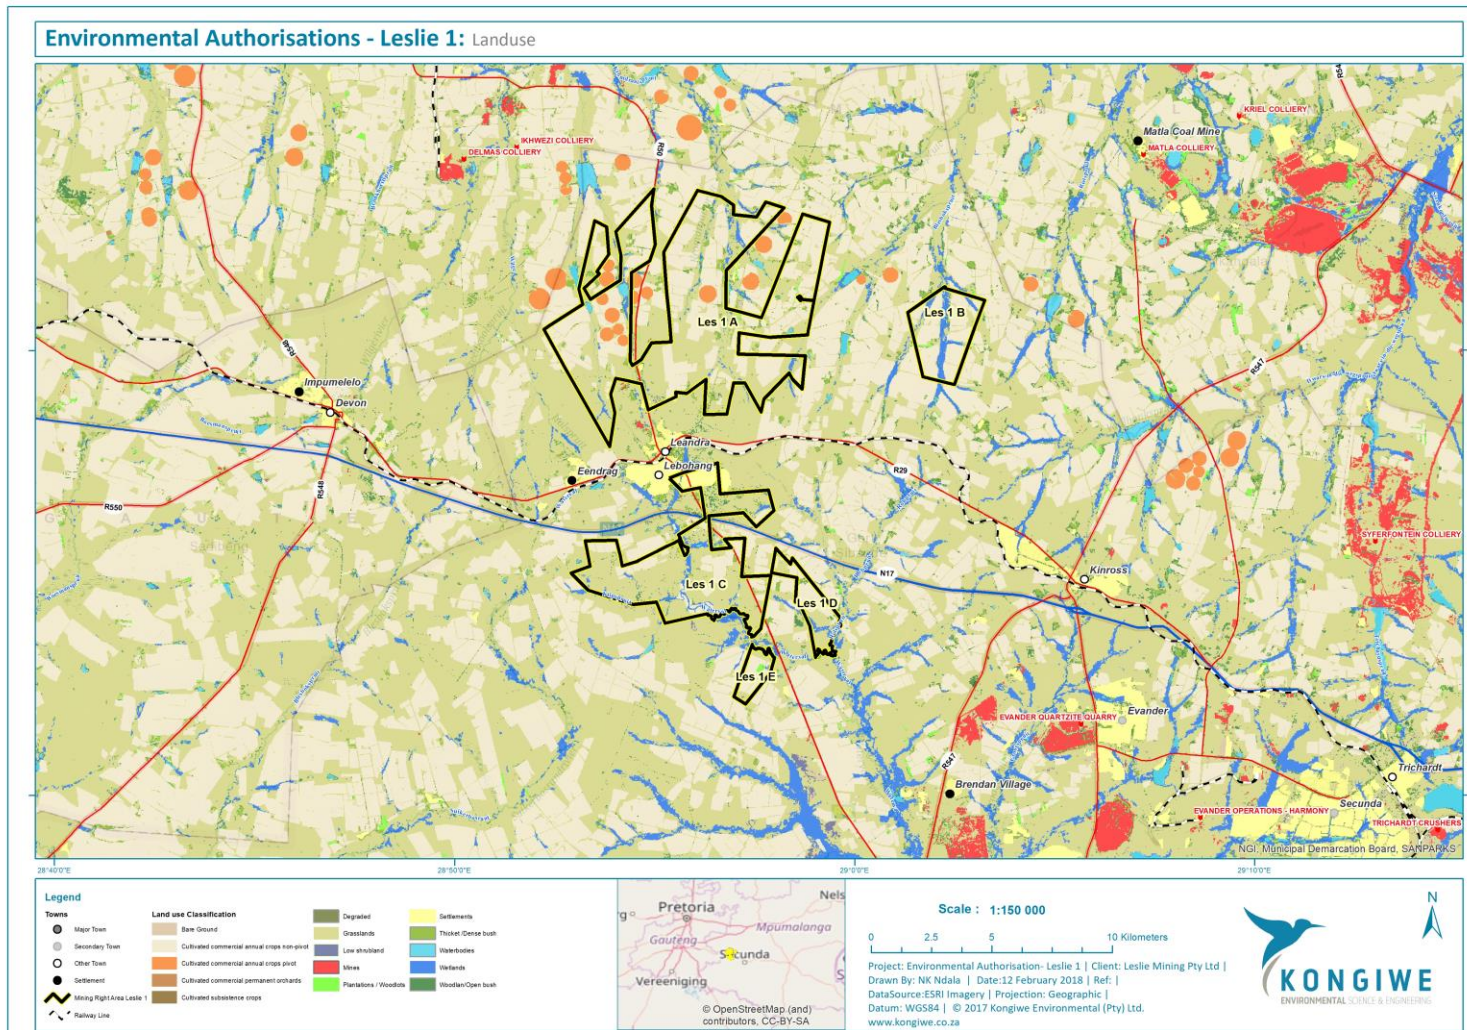 Environmental Authorisations - Leslie 1: Landuse
R50
R54
KRIEL COLLIERY
Matla Coal Mine
MATLA COLLIERY
IKHWEZI COLLIERY
DELMAS COLLIERY
Les 1 A
Les 1 B
R548
R547
Impumelelo
Devon
Leandra
Eendrag
Lebohang
R29
R550
R548
SYFERFONTEIN COLLIERY
N17
Kinross
Les 1 C
Les 1 D
Les 1 E
Evander
EVANDER QUARTZITE QUARRY
R547
Trichardt
Brendan Village
Secunda
EVANDER OPERATIONS - HARMONY
TRICHARDT CRUSHERS
NGI, Municipal Demarcation Board, SANPARKS
28°40'0"E
28°50'0"E
29°0'0"E
29°10'0"E
Legend
Towns
Major Town
Secondary Town
Other Town
Settlement
Mining Right Area Leslie 1
Railway Line
Land use Classification
Bare Ground
Cultivated commercial annual crops non-pivot
Cultivated commercial annual crops pivot
Cultivated commercial permanent orchards
Cultivated subsistence crops
Degraded
Grasslands
Low shrubland
Mines
Plantations / Woodlots
Settlements
Thicket /Dense bush
Waterbodies
Wetlands
Woodlan/Open bush
Pretoria
Nels
Mpumalanga
Gauteng
Secunda
Vereeniging
© OpenStreetMap (and)
contributors, CC-BY-SA
Scale : 1:150 000
0 2.5 5 10 Kilometers
Project: Environmental Authorisation- Leslie 1 | Client: Leslie Mining Pty Ltd |
Drawn By: NK Ndala | Date:12 February 2018 | Ref: |
DataSource:ESRI Imagery | Projection: Geographic |
Datum: WGS84 | © 2017 Kongiwe Environmental (Pty) Ltd.
www.kongiwe.co.za
N
KONGIWE
ENVIRONMENTAL SCIENCE & ENGINEERING